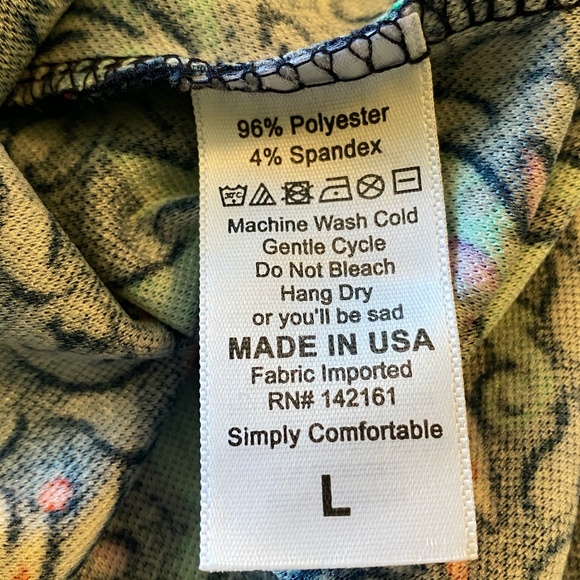 96% Polyester
4% Spandex
30°C
Machine Wash Cold
Gentle Cycle
Do Not Bleach
Hang Dry
or you'll be sad
MADE IN USA
Fabric Imported
RN# 142161
Simply Comfortable
L